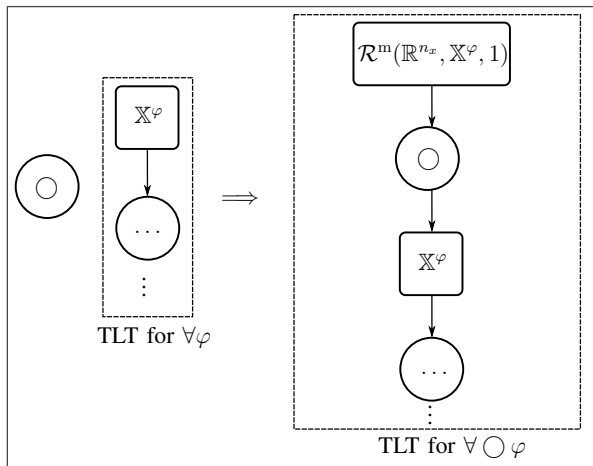 ○
𝕏^φ
...
⋮
TLT for ∀φ
⟹
ℛ^m(ℝ^{n_x}, 𝕏^φ, 1)
○
𝕏^φ
...
⋮
TLT for ∀ ○ φ